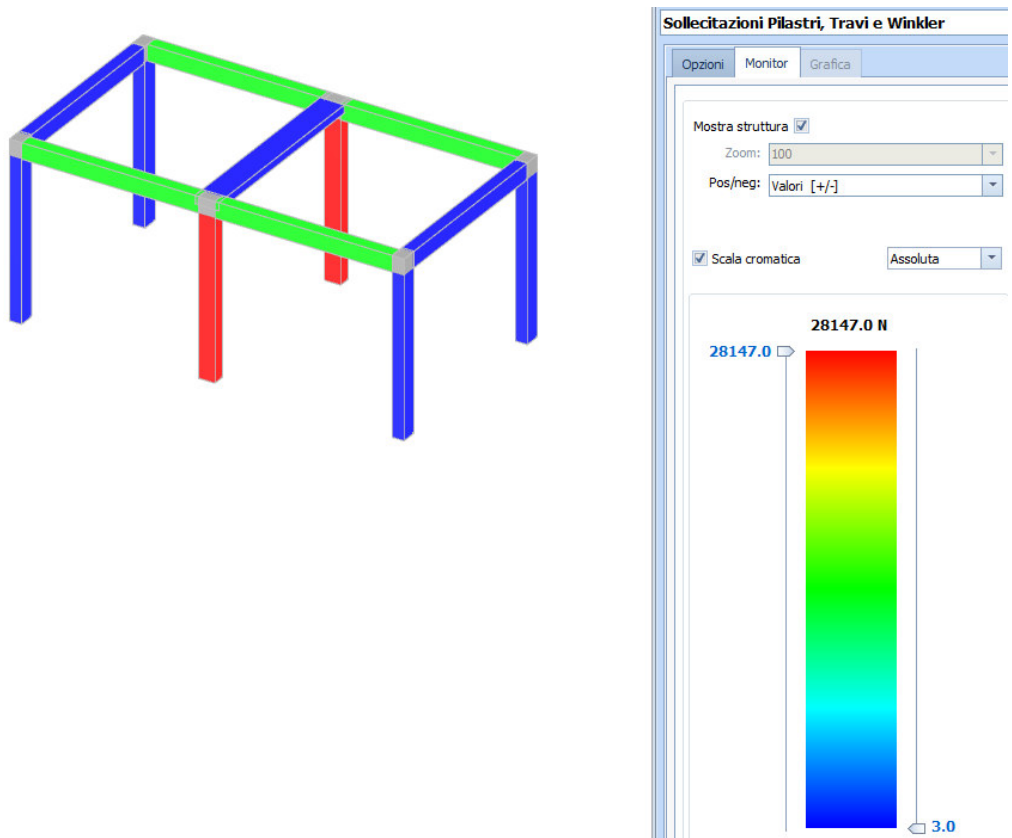 Sollecitazioni Pilastri, Travi e Winkler
Opzioni Monitor Grafica
Mostra struttura
Zoom: 100
Pos/neg: Valori [+/-]
Scala cromatica Assoluta
28147.0 N
28147.0
3.0